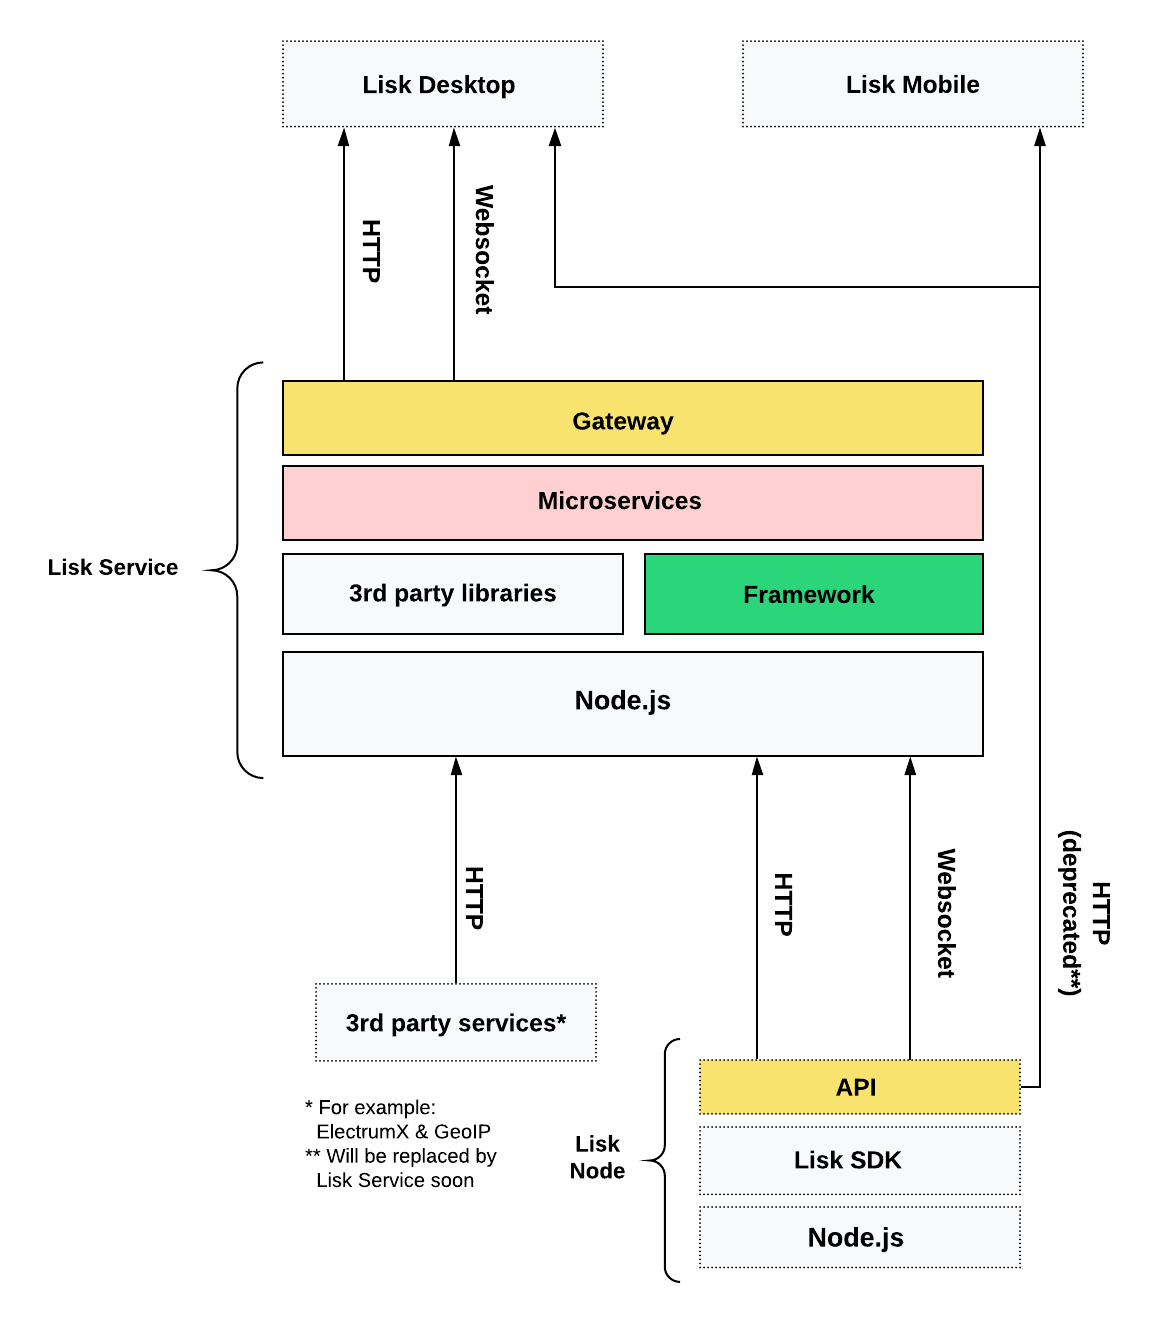 Lisk Desktop
Lisk Mobile
HTTP
Websocket
Gateway
Microservices
Lisk Service
3rd party libraries
Framework
Node.js
HTTP
HTTP
Websocket
HTTP
(deprecated**)
3rd party services*
API
* For example:
ElectrumX & GeoIP
** Will be replaced by
Lisk Service soon
Lisk
Node
Lisk SDK
Node.js